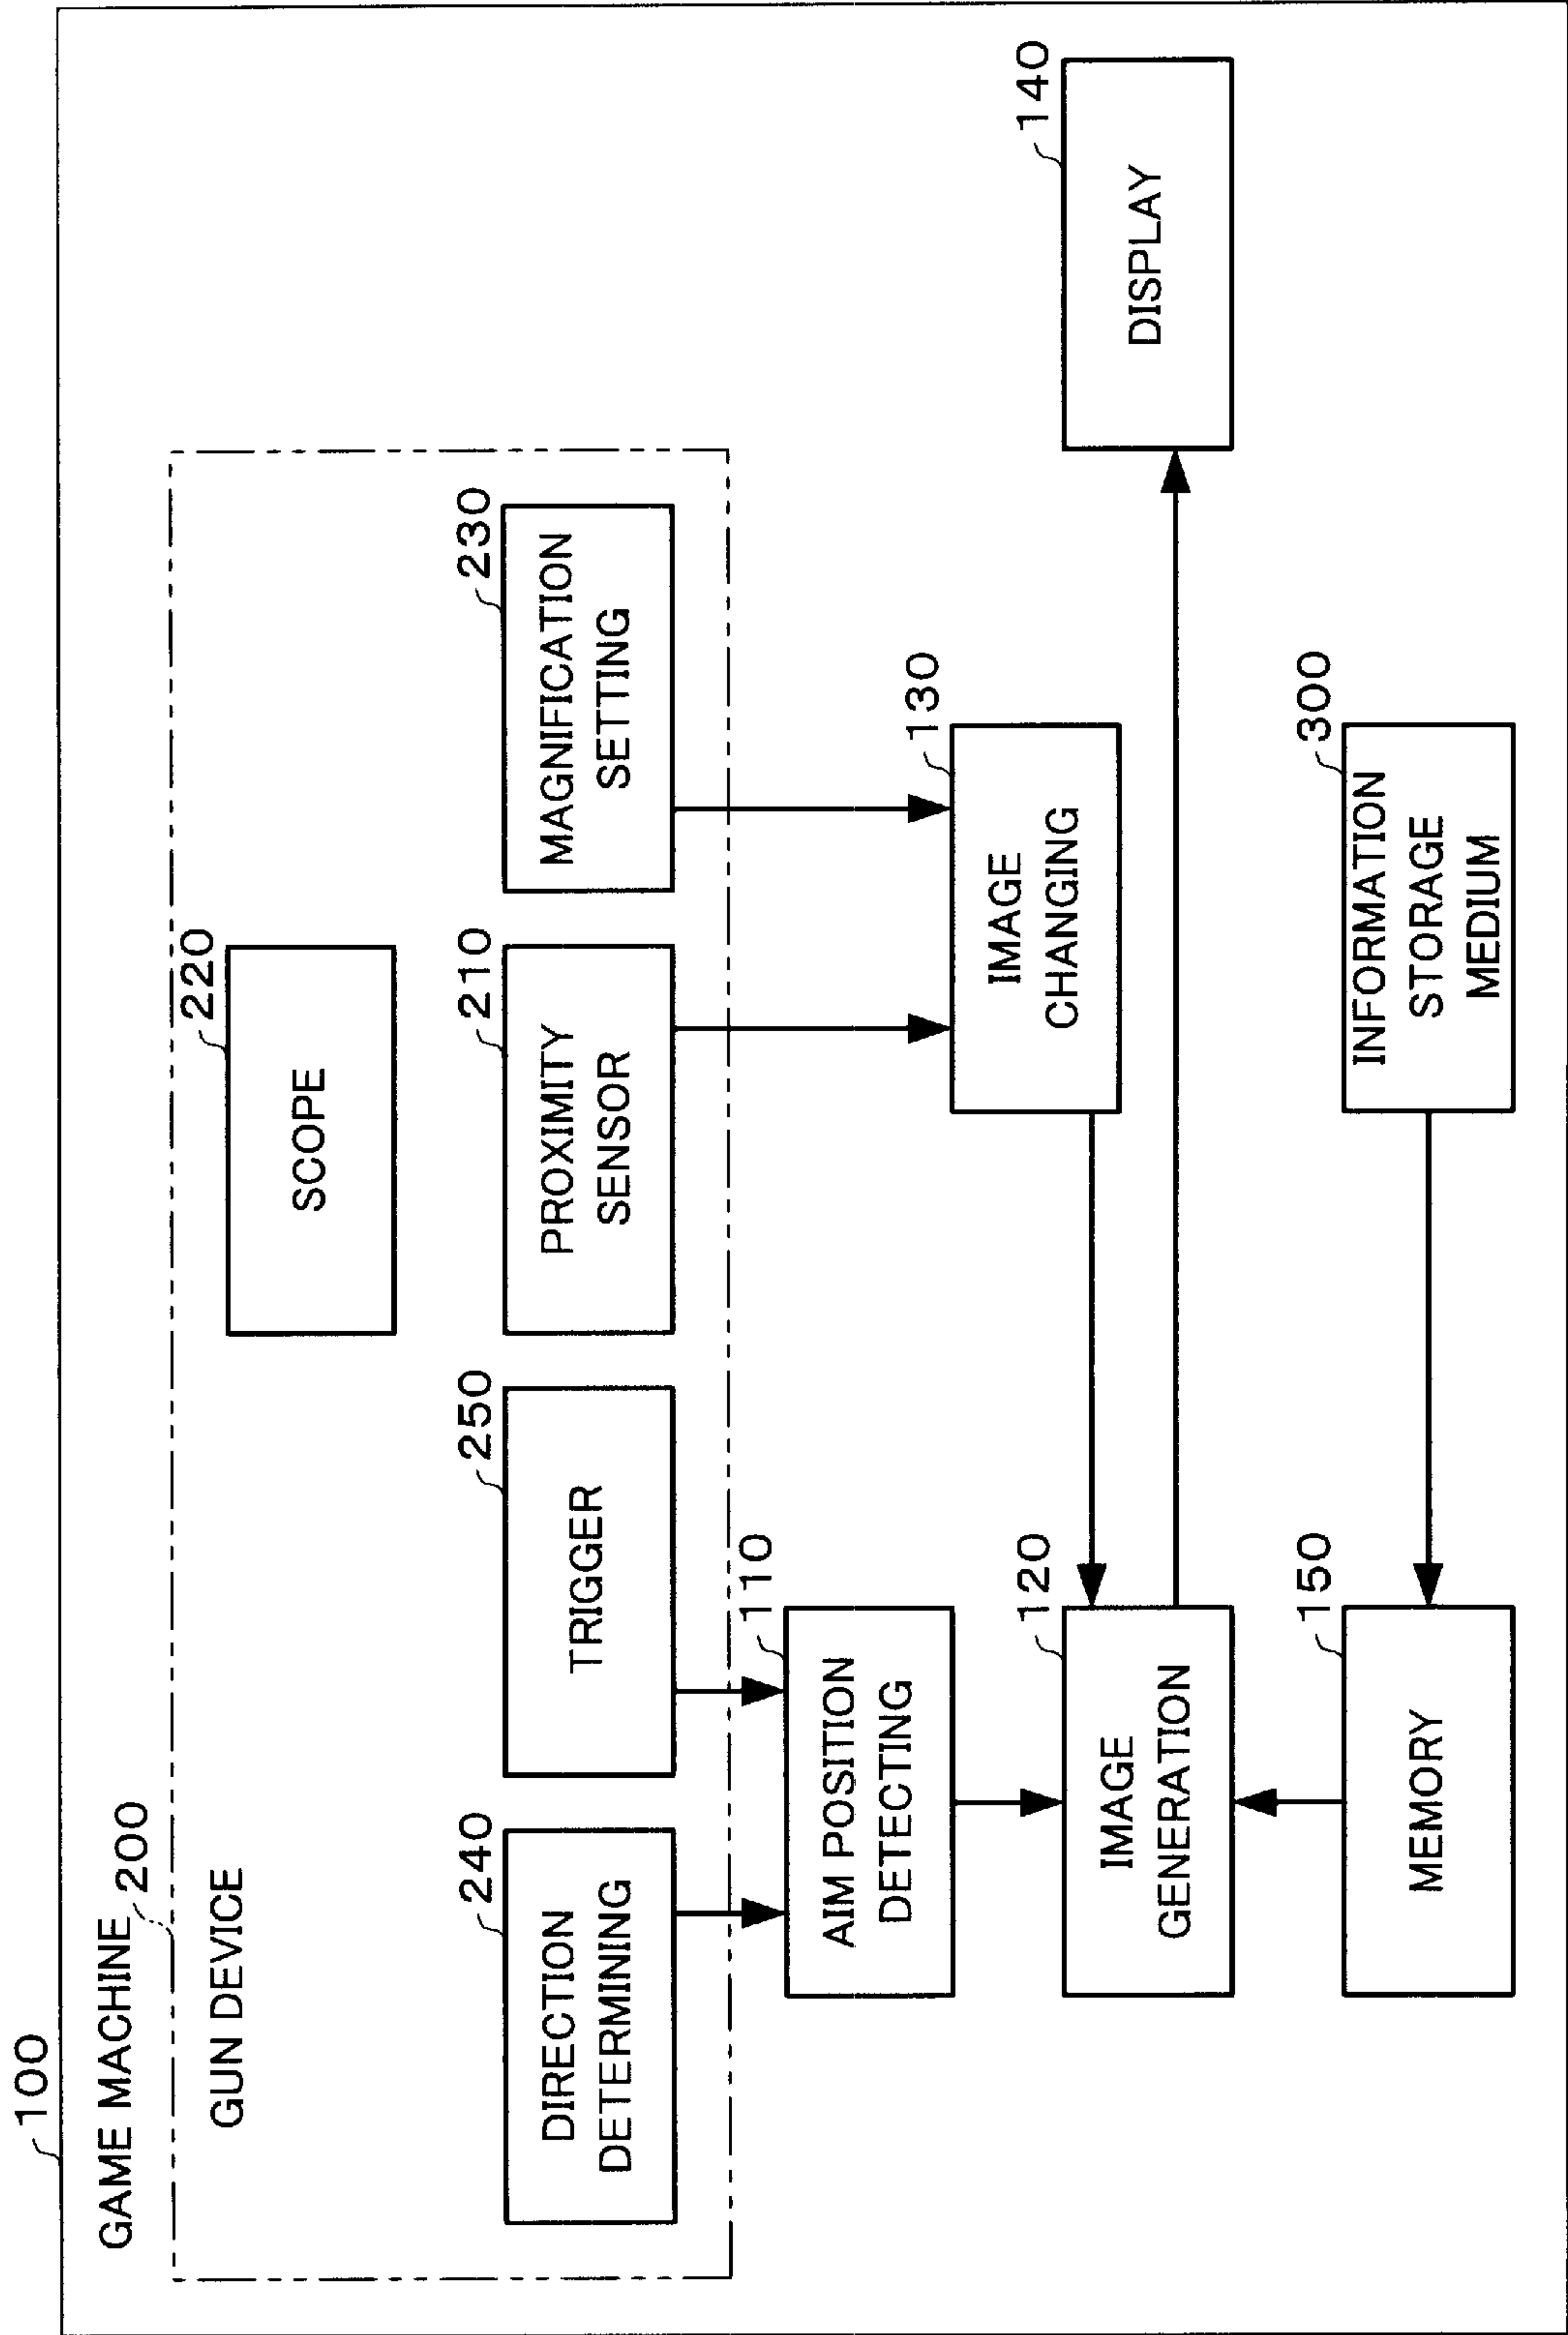 100
GAME MACHINE
200
GUN DEVICE
220
SCOPE
240
DIRECTION
DETERMINING
250
TRIGGER
210
PROXIMITY
SENSOR
230
MAGNIFICATION
SETTING
110
AIM POSITION
DETECTING
130
IMAGE
CHANGING
120
IMAGE
GENERATION
140
DISPLAY
150
MEMORY
300
INFORMATION
STORAGE
MEDIUM